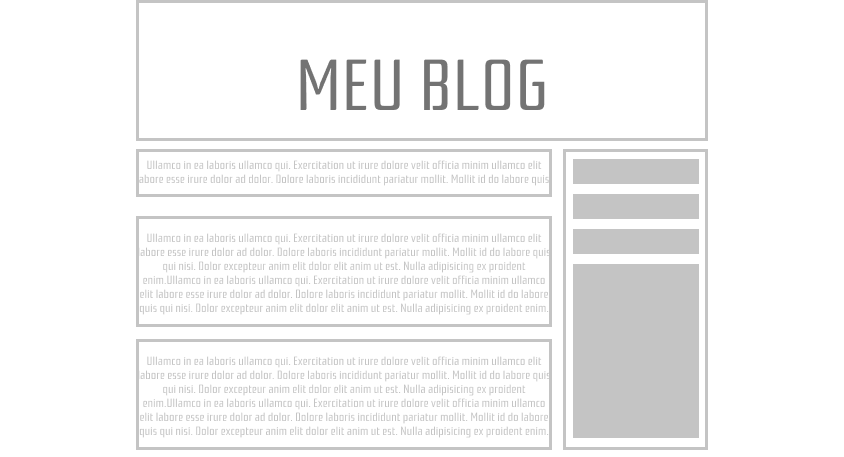 MEU BLOG
Ullamco in ea laboris ullamco qui. Exercitation ut irure dolore velit officia minim ullamco elit
labore esse irure dolor ad dolor. Dolore laboris incididunt pariatur mollit. Mollit id do labore quis
Ullamco in ea laboris ullamco qui. Exercitation ut irure dolore velit officia minim ullamco elit
labore esse irure dolor ad dolor. Dolore laboris incididunt pariatur mollit. Mollit id do labore quis
qui nisi. Dolor excepteur anim elit dolor elit anim ut est. Nulla adipisicing ex proident
enim.Ullamco in ea laboris ullamco qui. Exercitation ut irure dolore velit officia minim ullamco
elit labore esse irure dolor ad dolor. Dolore laboris incididunt pariatur mollit. Mollit id do labore
quis qui nisi. Dolor excepteur anim elit dolor elit anim ut est. Nulla adipisicing ex proident enim.
Ullamco in ea laboris ullamco qui. Exercitation ut irure dolore velit officia minim ullamco elit
labore esse irure dolor ad dolor. Dolore laboris incididunt pariatur mollit. Mollit id do labore quis
qui nisi. Dolor excepteur anim elit dolor elit anim ut est. Nulla adipisicing ex proident
enim.Ullamco in ea laboris ullamco qui. Exercitation ut irure dolore velit officia minim ullamco
elit labore esse irure dolor ad dolor. Dolore laboris incididunt pariatur mollit. Mollit id do labore
quis qui nisi. Dolor excepteur anim elit dolor elit anim ut est. Nulla adipisicing ex proident enim.